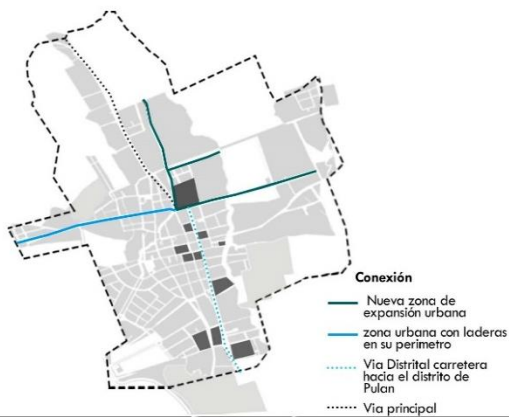 Conexión
Nueva zona de
expansión urbana
zona urbana con laderas
en su perimetro
Via Distrital carretera
hacia el distrito de
Pulan
Via principal